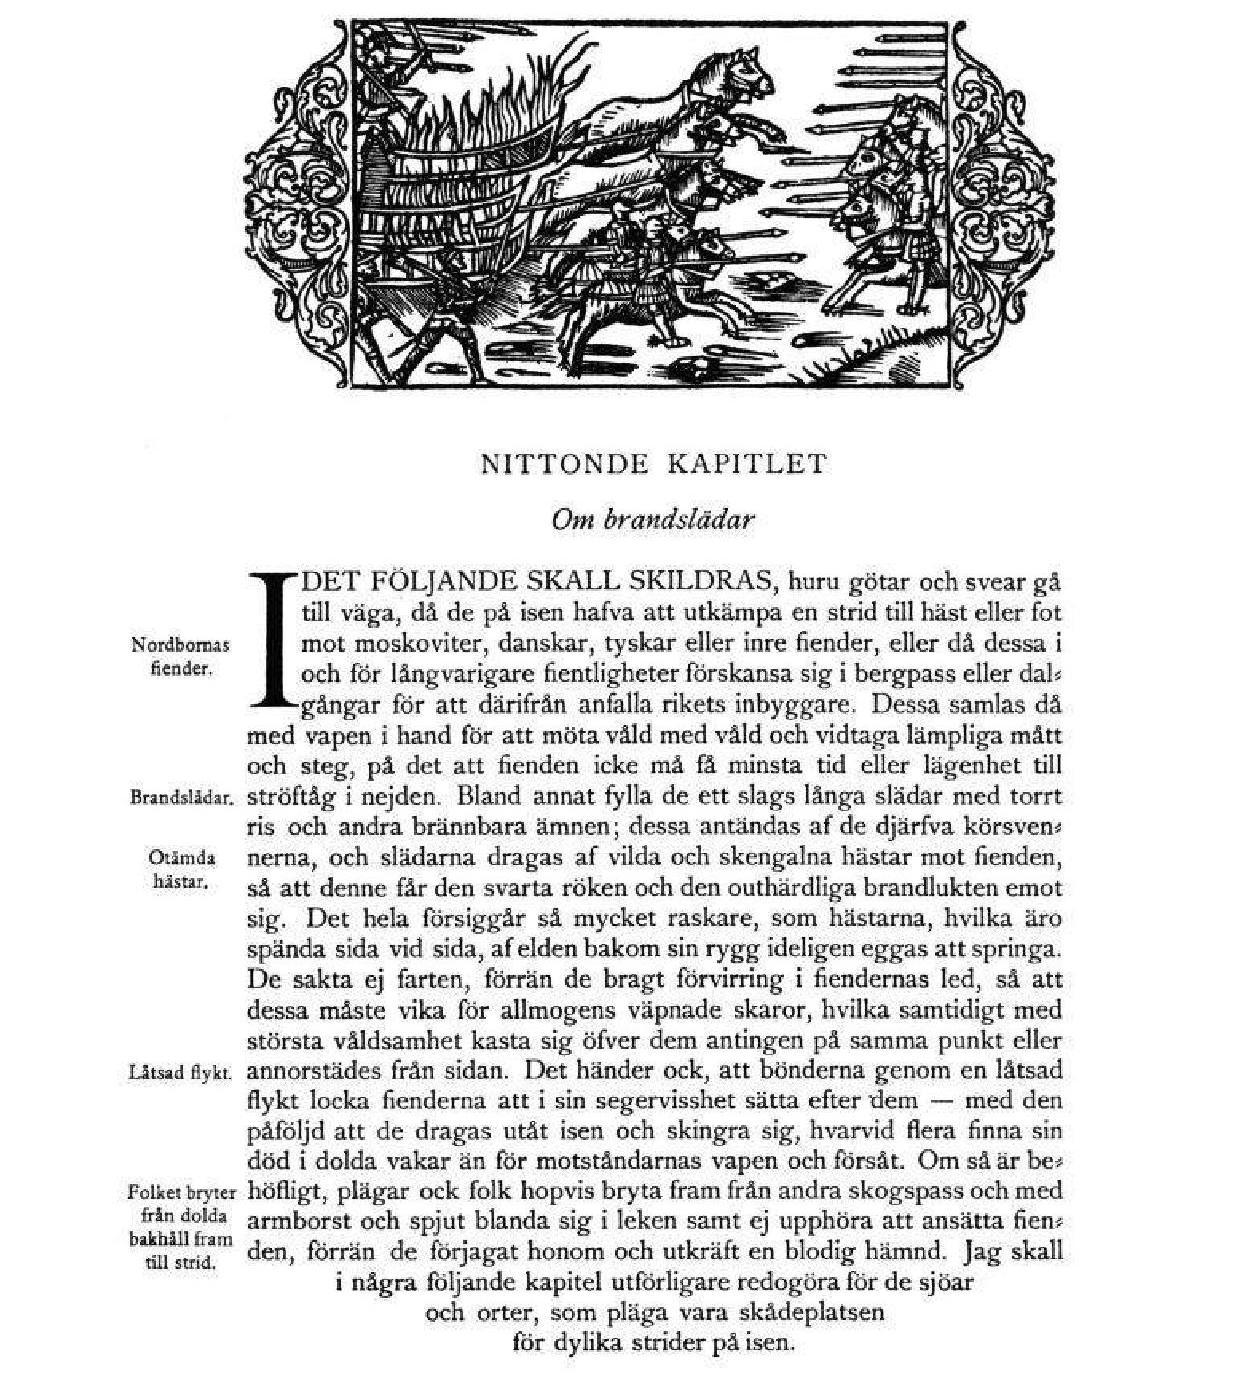 NITTONDE KAPITLET
Om brandslädar
I DET FÖLJANDE SKALL SKILDRAS, huru götar och svear gå
till väga, då de på isen hafva att utkämpa en strid till häst eller fot
Nordbornas
fiender.
mot moskoviter, danskar, tyskar eller inre fiender, eller då dessa i
och för långvarigare fientligheter förskansa sig i bergpass eller dal⸗
gångar för att därifrån anfalla rikets inbyggare. Dessa samlas då
med vapen i hand för att möta våld med våld och vidtaga lämpliga mått
och steg, på det att fienden icke må få minsta tid eller lägenhet till
Brandslädar.
ströftåg i nejden. Bland annat fylla de ett slags långa slädar med torrt
ris och andra brännbara ämnen; dessa antändas af de djärfva körsven⸗
Otämda
hästar.
nerna, och slädarna dragas af vilda och skengalna hästar mot fienden,
så att denne får den svarta röken och den outhärdliga brandlukten emot
sig. Det hela försiggår så mycket raskare, som hästarna, hvilka äro
spända sida vid sida, af elden bakom sin rygg ideligen eggas att springa.
De sakta ej farten, förrän de bragt förvirring i fiendernas led, så att
dessa måste vika för allmogens väpnade skaror, hvilka samtidigt med
största våldsamhet kasta sig öfver dem antingen på samma punkt eller
Låtsad flykt.
annorstädes från sidan. Det händer ock, att bönderna genom en låtsad
flykt locka fienderna att i sin segervisshet sätta efter dem — med den
påföljd att de dragas utåt isen och skingra sig, hvarvid flera finna sin
död i dolda vakar än för motståndarnas vapen och försåt. Om så är be⸗
Folket bryter
från dolda
bakhåll fram
till strid.
höfligt, plägar ock folk hopvis bryta fram från andra skogspass och med
armborst och spjut blanda sig i leken samt ej upphöra att ansätta fien⸗
den, förrän de förjagat honom och utkräft en blodig hämnd. Jag skall
i några följande kapitel utförligare redogöra för de sjöar
och orter, som pläga vara skådeplatsen
för dylika strider på isen.